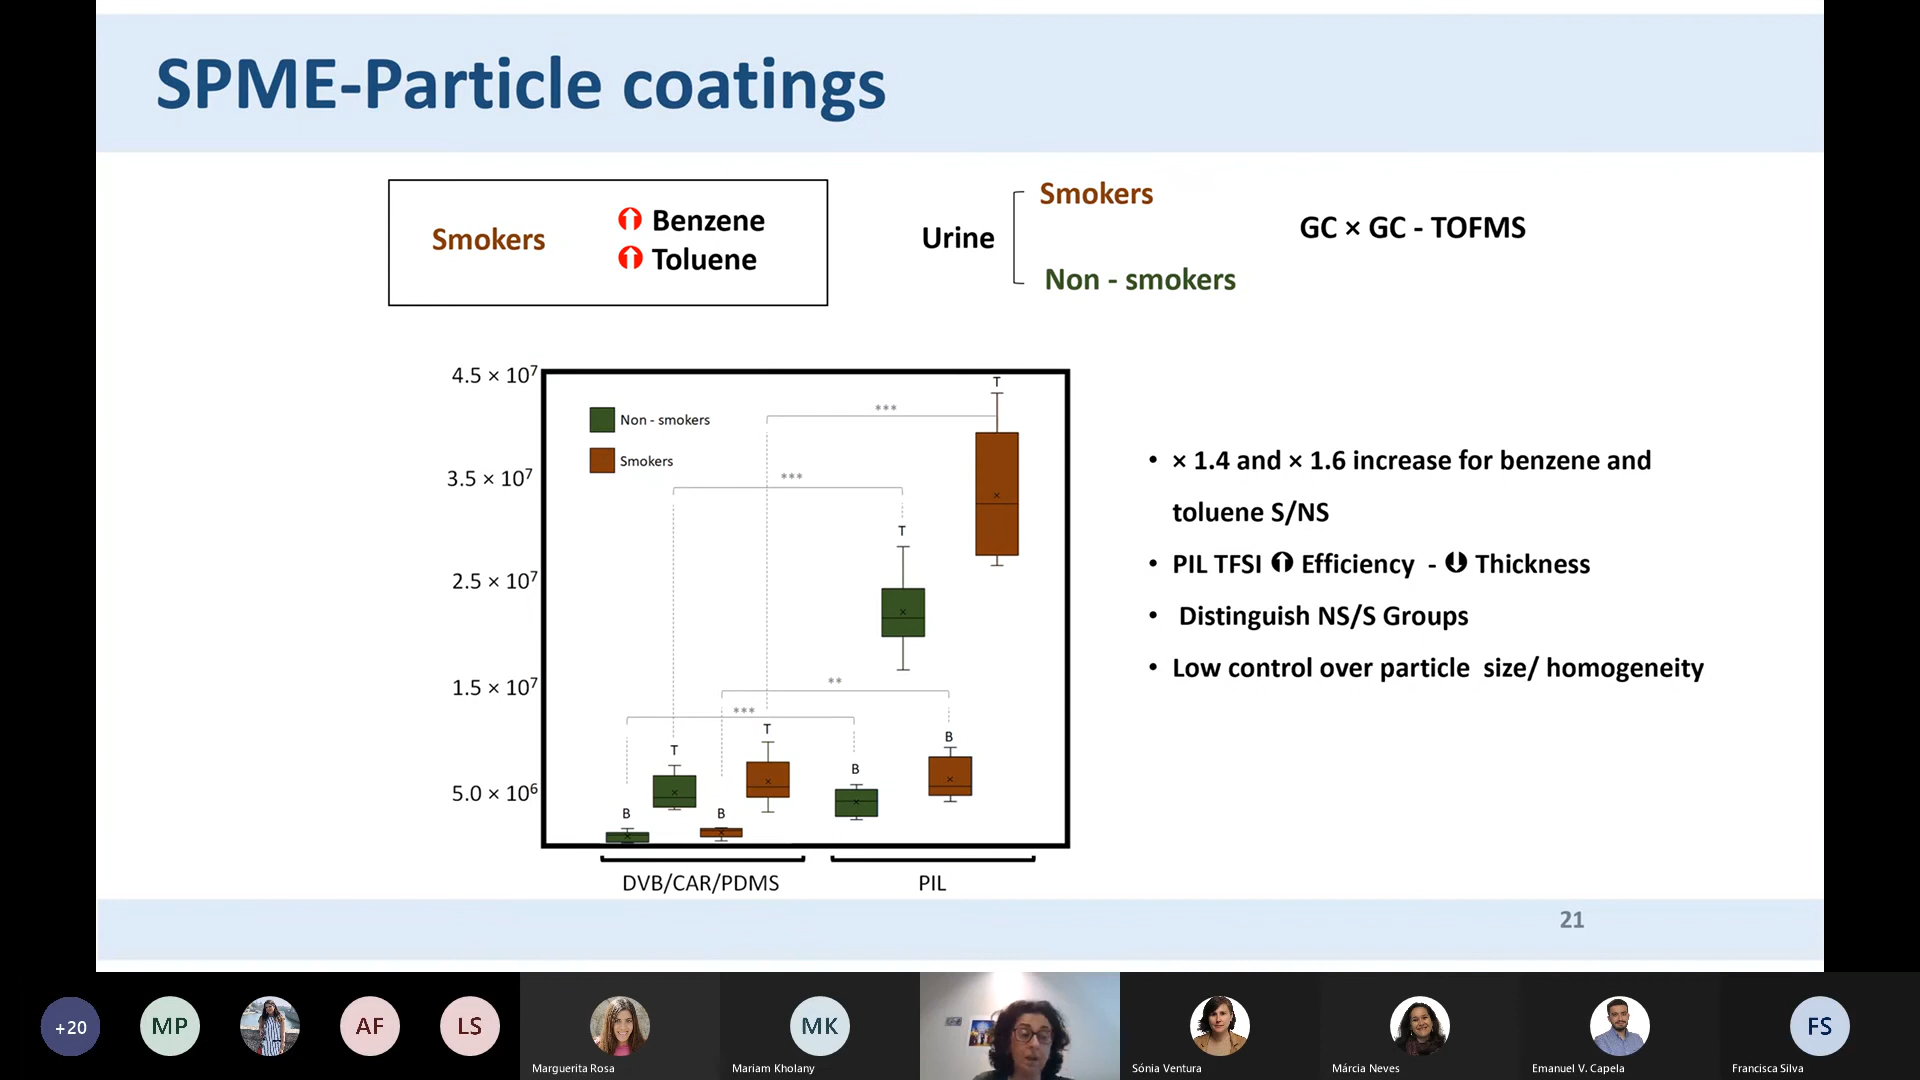 SPME-Particle coatings
Smokers
Benzene
Toluene
Urine
Smokers
Non - smokers
GC × GC - TOFMS
4.5 × 10⁷
3.5 × 10⁷
2.5 × 10⁷
1.5 × 10⁷
5.0 × 10⁶
Non - smokers
Smokers
***
***
**
***
T
T
T
T
B
B
B
B
DVB/CAR/PDMS
PIL
• × 1.4 and × 1.6 increase for benzene and
toluene S/NS
• PIL TFSI Efficiency - Thickness
• Distinguish NS/S Groups
• Low control over particle size/ homogeneity
21
+20
MP
AF
LS
Marguerita Rosa
MK
Mariam Kholany
Sónia Ventura
Márcia Neves
Emanuel V. Capela
FS
Francisca Silva